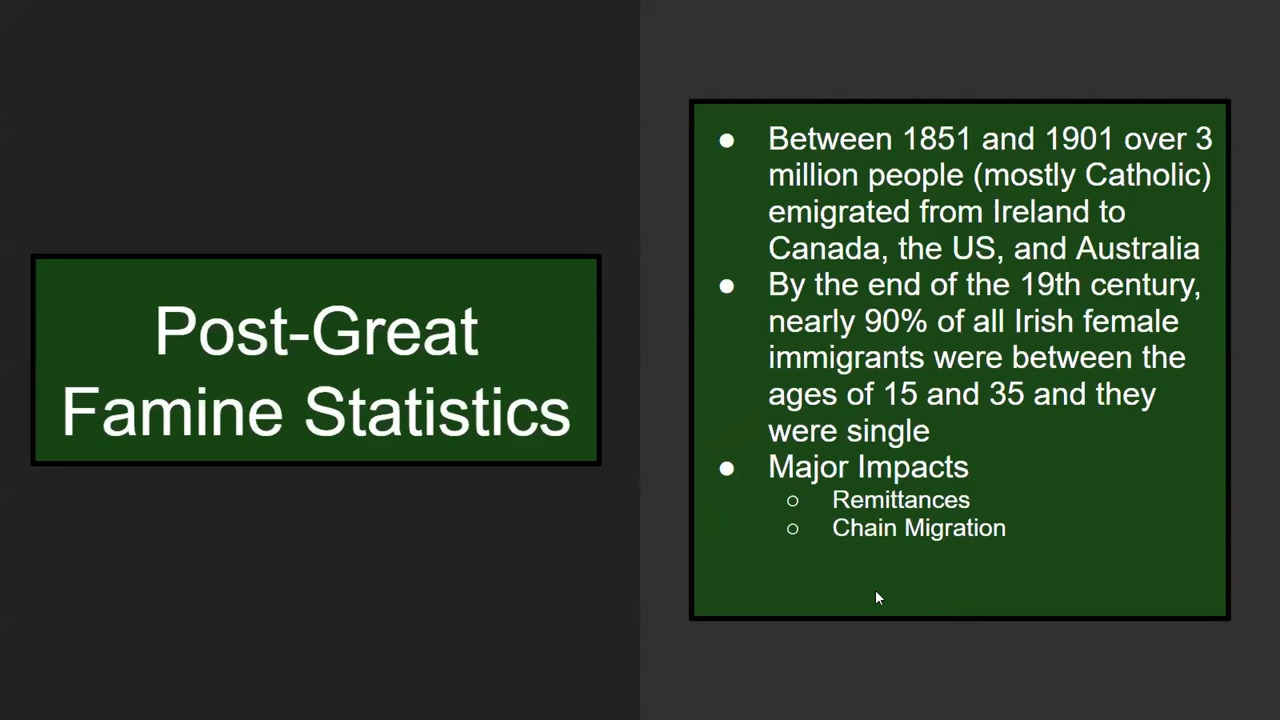 Post-Great
Famine Statistics
● Between 1851 and 1901 over 3
million people (mostly Catholic)
emigrated from Ireland to
Canada, the US, and Australia
● By the end of the 19th century,
nearly 90% of all Irish female
immigrants were between the
ages of 15 and 35 and they
were single
● Major Impacts
○ Remittances
○ Chain Migration